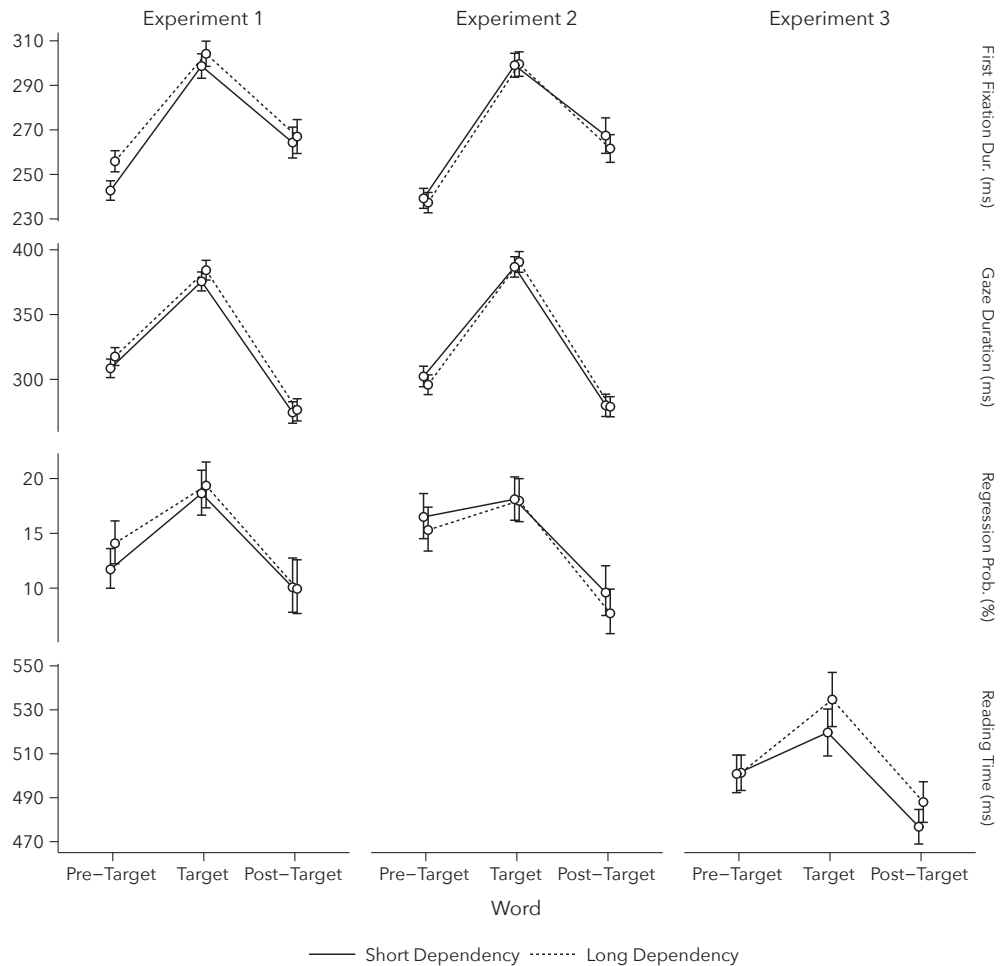 Experiment 1
Experiment 2
Experiment 3
310
290
270
250
230
First Fixation Dur. (ms)
400
350
300
Gaze Duration (ms)
20
15
10
Regression Prob. (%)
550
530
510
490
470
Reading Time (ms)
Pre–Target Target Post–Target
Pre–Target Target Post–Target
Pre–Target Target Post–Target
Word
Short Dependency Long Dependency